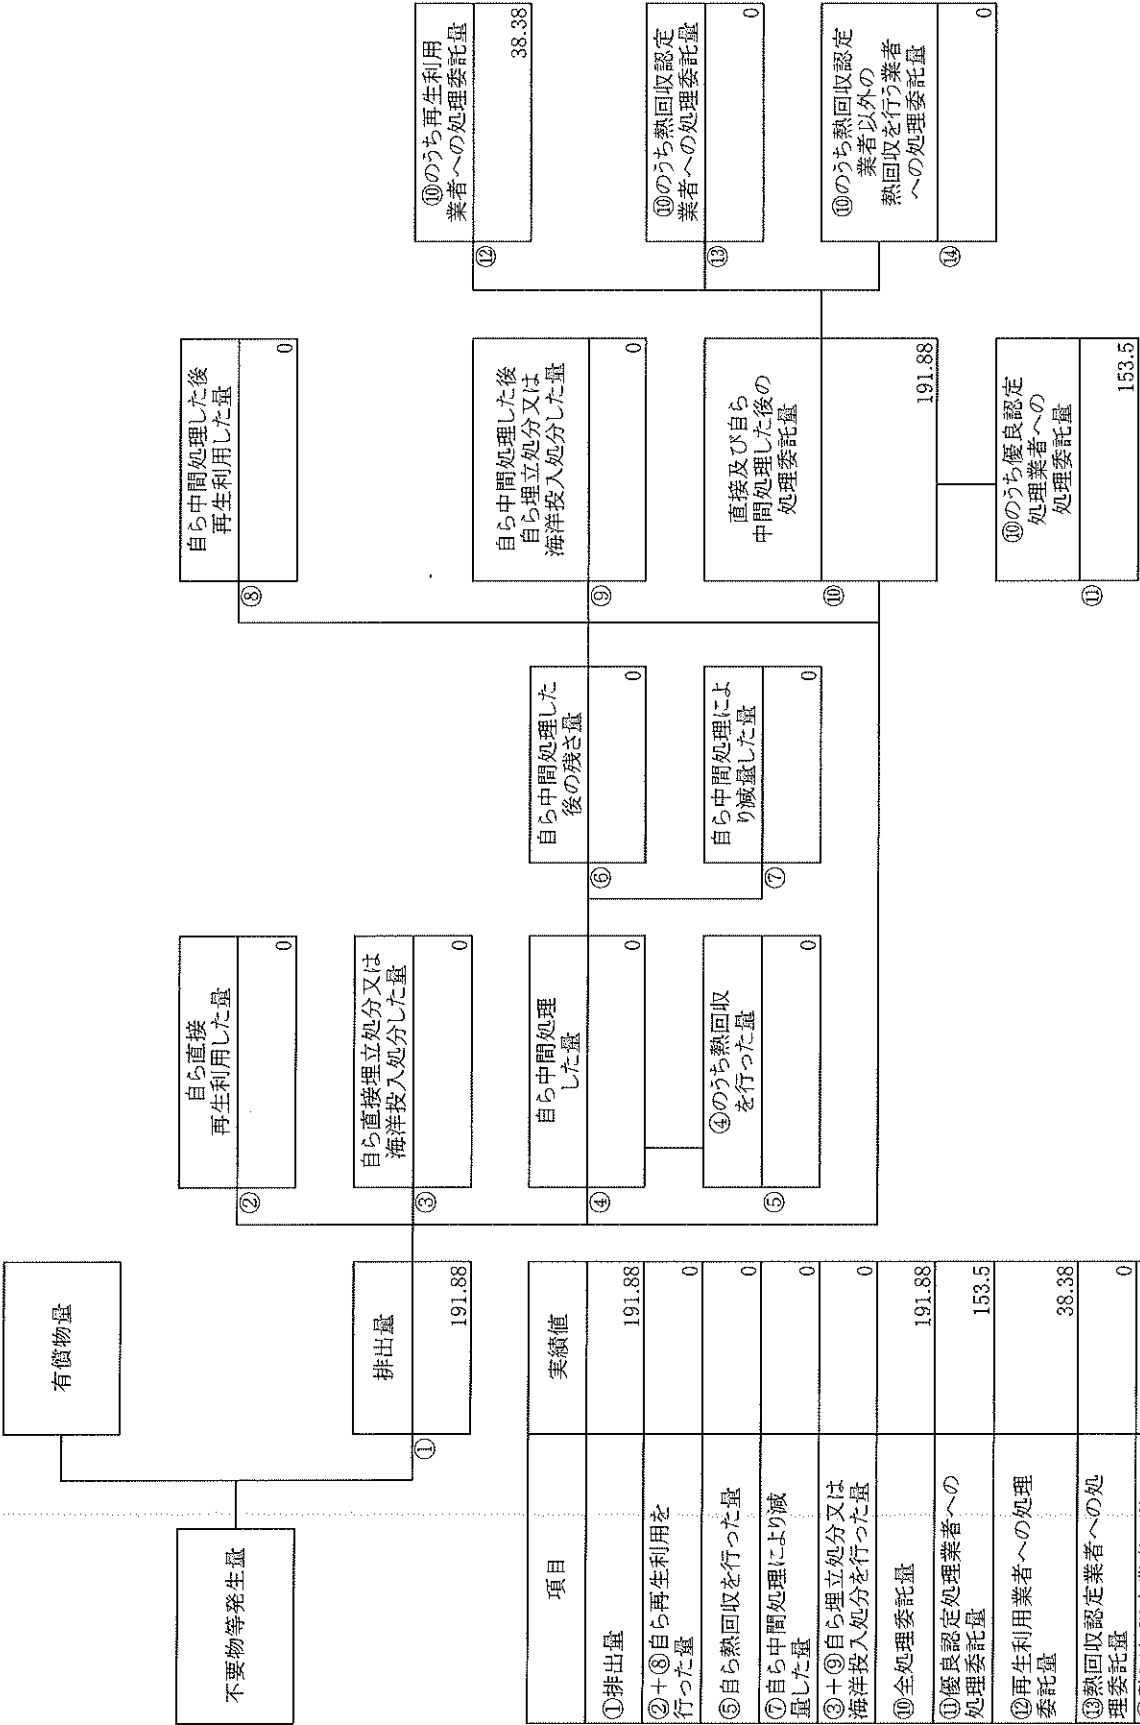 不要物等発生量
有償物量
①
排出量
191.88
②
自ら直接
再生利用した量
0
③
自ら直接埋立処分又は
海洋投入処分した量
0
④
自ら中間処理
した量
0
⑤
④のうち熱回収
を行った量
0
⑥
自ら中間処理した
後の残さ量
0
⑦
自ら中間処理によ
り減量した量
0
⑧
自ら中間処理した後
再生利用した量
0
⑨
自ら中間処理した後
自ら埋立処分又は
海洋投入処分した量
0
⑩
直接及び自ら
中間処理した後の
処理委託量
191.88
⑪
⑩のうち優良認定
処理業者への
処理委託量
153.5
⑫
⑩のうち再生利用
業者への処理委託量
38.38
⑬
⑩のうち熱回収認定
業者への処理委託量
0
⑭
⑩のうち熱回収認定
業者以外の
熱回収を行う業者
への処理委託量
0
項目 実績値
①排出量 191.88
②+⑧自ら再生利用を
行った量 0
⑤自ら熱回収を行った量 0
⑦自ら中間処理により減
量した量 0
③+⑨自ら埋立処分又は
海洋投入処分を行った量 0
⑩全処理委託量 191.88
⑪優良認定処理業者への
処理委託量 153.5
⑫再生利用業者への処理
委託量 38.38
⑬熱回収認定業者への処
理委託量 0